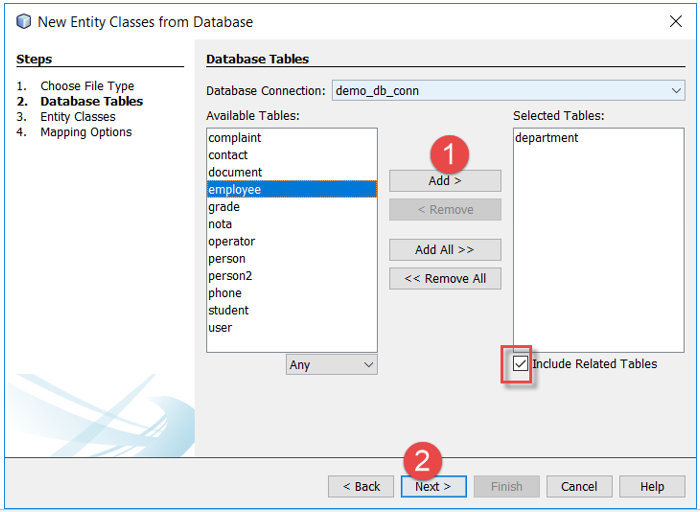 New Entity Classes from Database
Steps
1. Choose File Type
2. Database Tables
3. Entity Classes
4. Mapping Options
Database Tables
Database Connection: demo_db_conn
Available Tables:
complaint
contact
document
employee
grade
nota
operator
person
person2
phone
student
user
Any
1
Add >
< Remove
Add All >>
<< Remove All
Selected Tables:
department
Include Related Tables
2
< Back Next > Finish Cancel Help